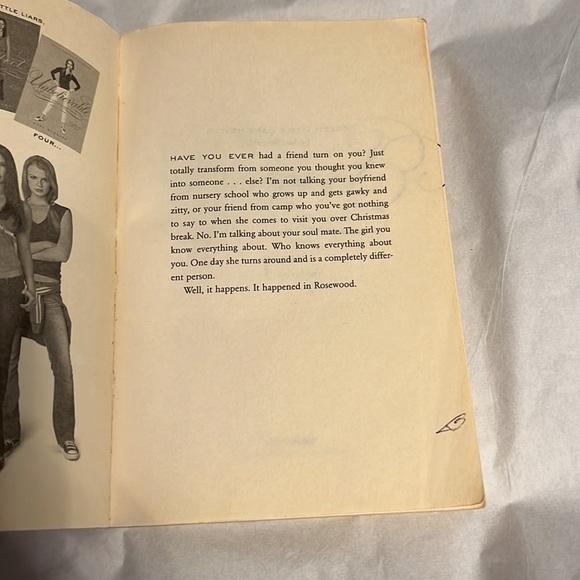 TTLE LIARS.
Unbelievable
FOUR...
HAVE YOU EVER had a friend turn on you? Just
totally transform from someone you thought you knew
into someone . . . else? I'm not talking your boyfriend
from nursery school who grows up and gets gawky and
zitty, or your friend from camp who you've got nothing
to say to when she comes to visit you over Christmas
break. No. I'm talking about your soul mate. The girl you
know everything about. Who knows everything about
you. One day she turns around and is a completely differ-
ent person.
Well, it happens. It happened in Rosewood.